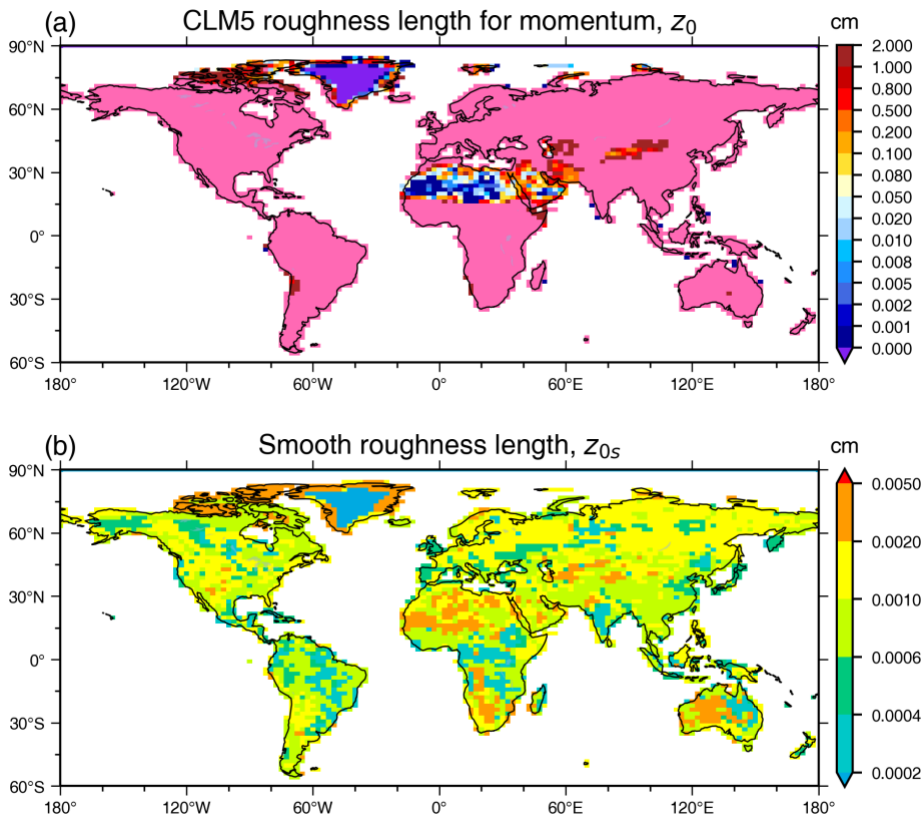 (a) CLM5 roughness length for momentum, z0 cm
90°N
60°N
30°N
0°
30°S
60°S
180° 120°W 60°W 0° 60°E 120°E 180°
2.000
1.000
0.800
0.200
0.100
0.080
0.050
0.020
0.010
0.005
0.002
0.001
0.000
(b) Smooth roughness length, z0s cm
90°N
60°N
30°N
0°
30°S
60°S
180° 120°W 60°W 0° 60°E 120°E 180°
0.0050
0.0020
0.0010
0.0006
0.0004
0.0002